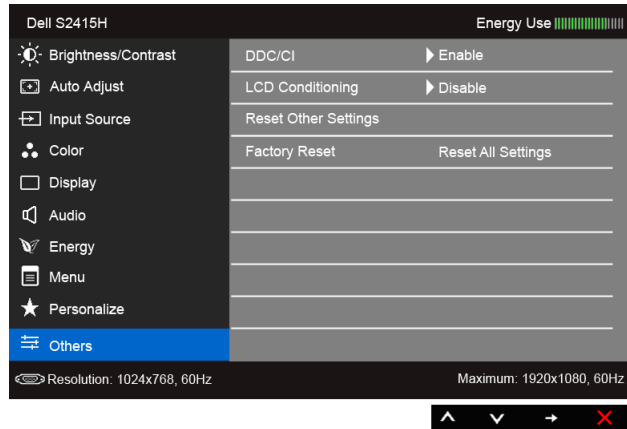 Dell S2415H Energy Use
Brightness/Contrast
Auto Adjust
Input Source
Color
Display
Audio
Energy
Menu
Personalize
Others
DDC/CI Enable
LCD Conditioning Disable
Reset Other Settings
Factory Reset Reset All Settings
Resolution: 1024x768, 60Hz Maximum: 1920x1080, 60Hz